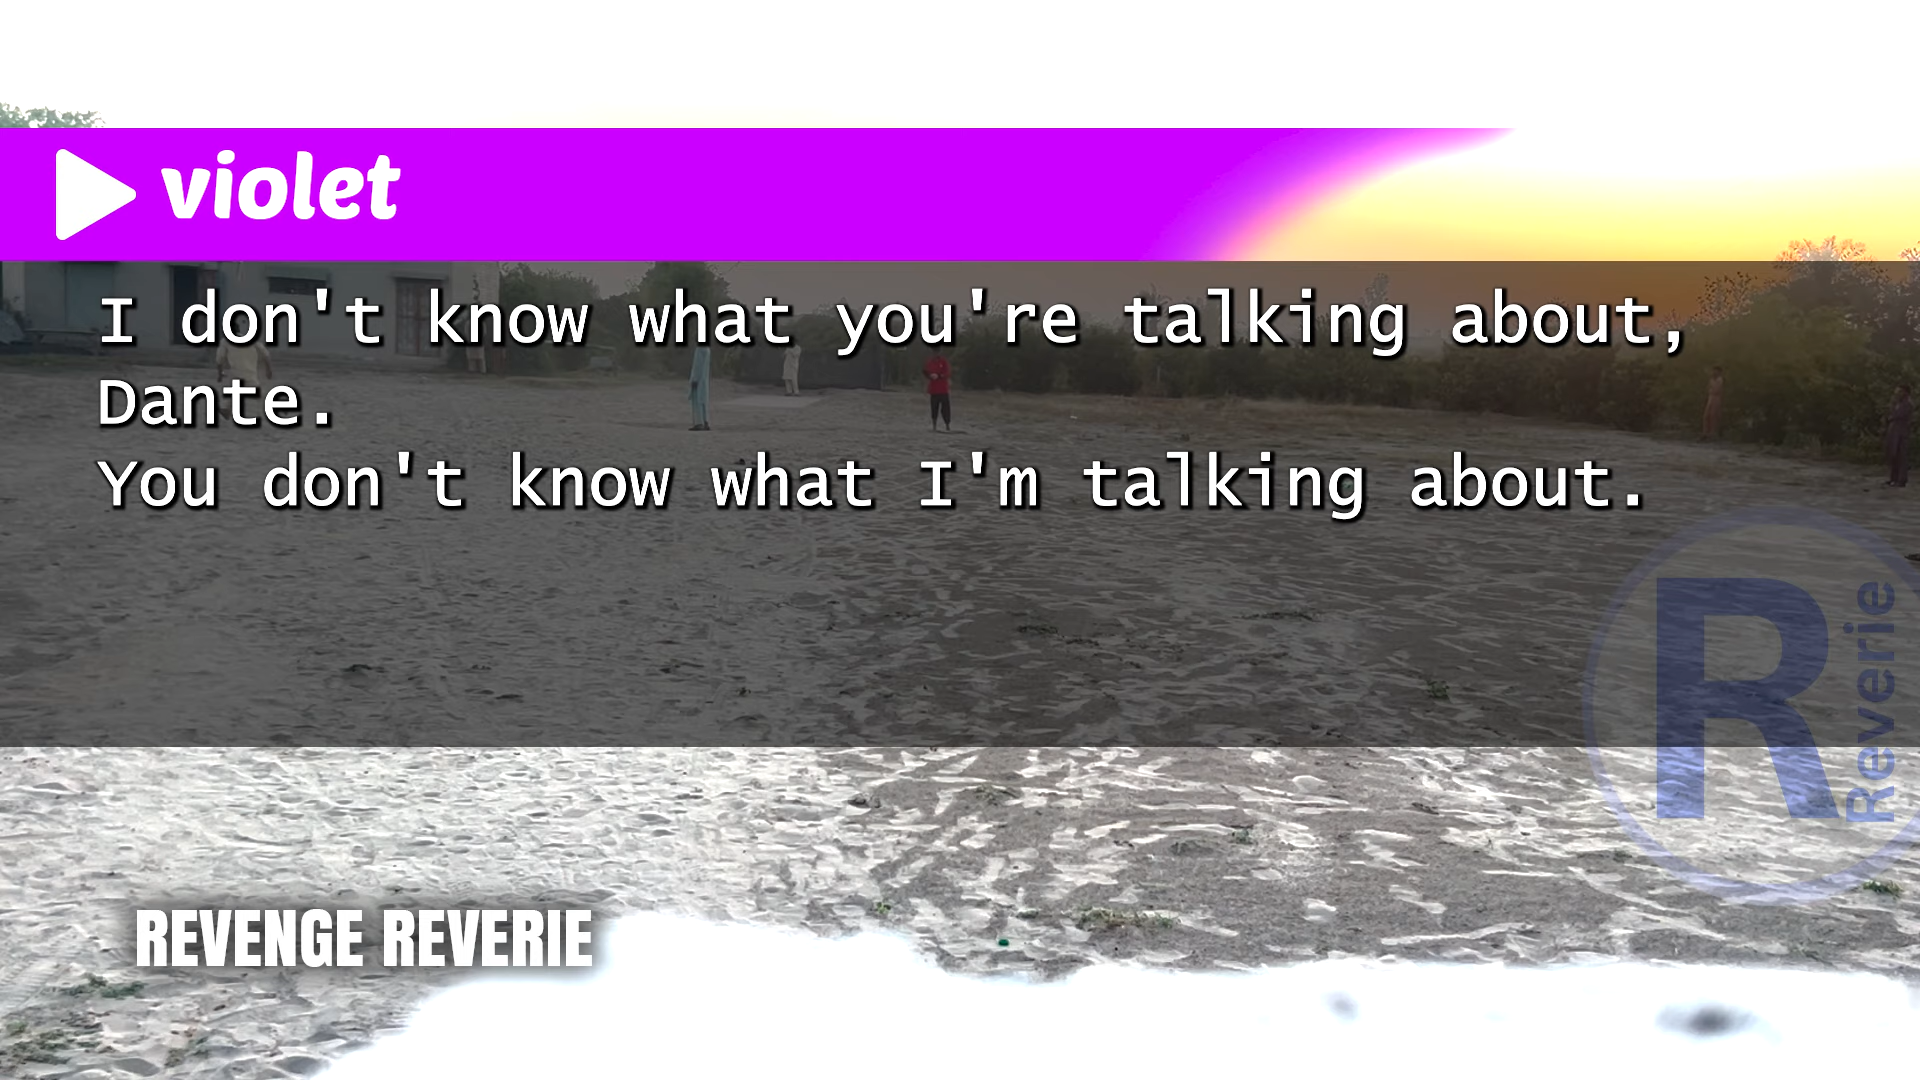 violet
I don't know what you're talking about,
Dante.
You don't know what I'm talking about.
R
Reverie
REVENGE REVERIE